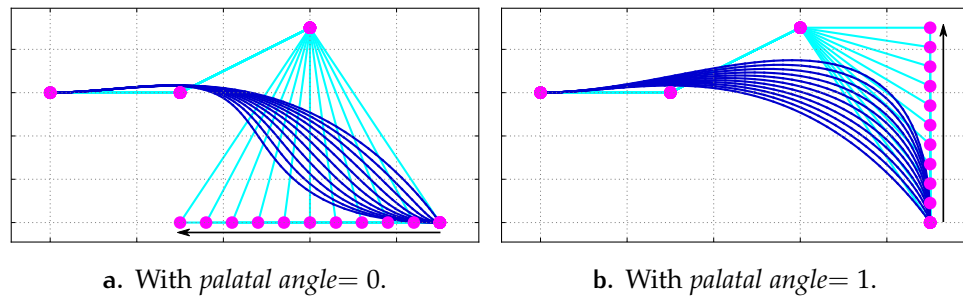 a. With palatal angle= 0.
b. With palatal angle= 1.